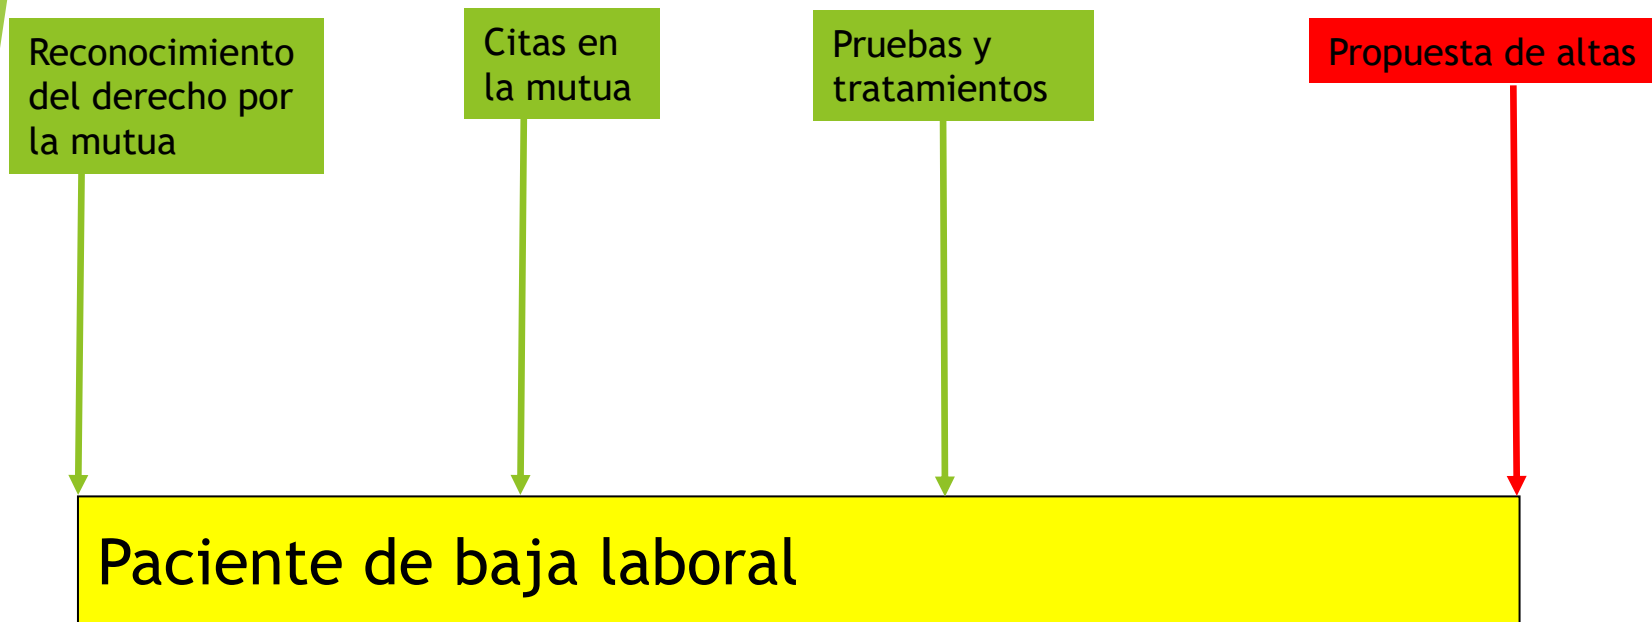 Reconocimiento
del derecho por
la mutua
Citas en
la mutua
Pruebas y
tratamientos
Propuesta de altas
Paciente de baja laboral